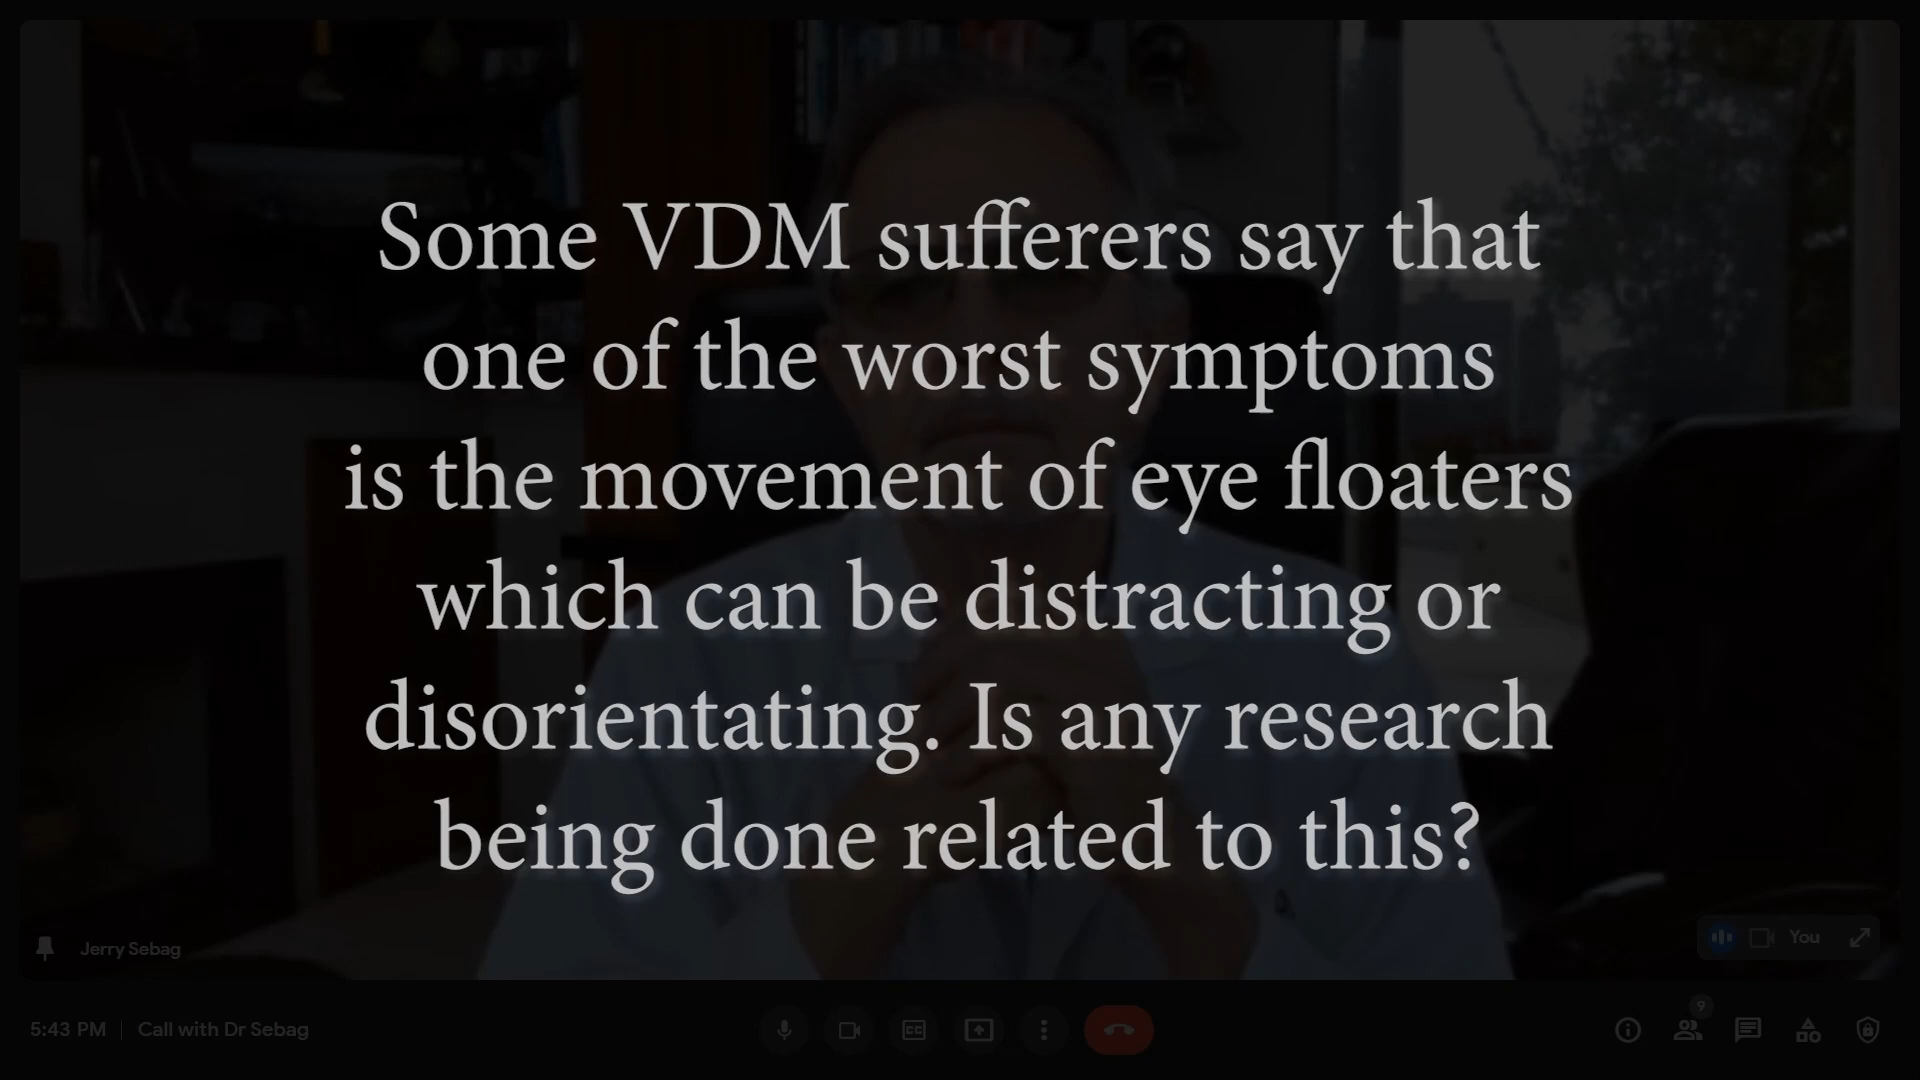 Some VDM sufferers say that
one of the worst symptoms
is the movement of eye floaters
which can be distracting or
disorientating. Is any research
being done related to this?
Jerry Sebag
You
9
5:43 PM | Call with Dr Sebag
CC